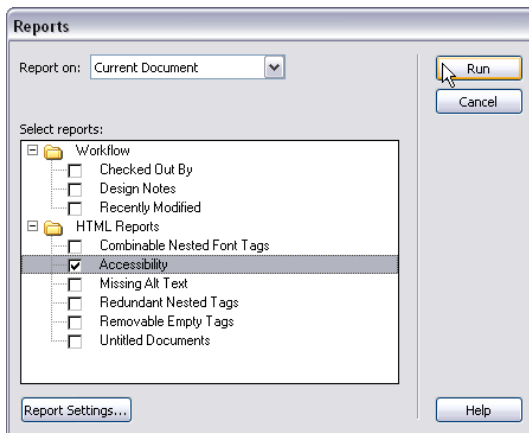 Reports
Report on: Current Document
Run
Cancel
Select reports:
Workflow
Checked Out By
Design Notes
Recently Modified
HTML Reports
Combinable Nested Font Tags
Accessibility
Missing Alt Text
Redundant Nested Tags
Removable Empty Tags
Untitled Documents
Report Settings...
Help